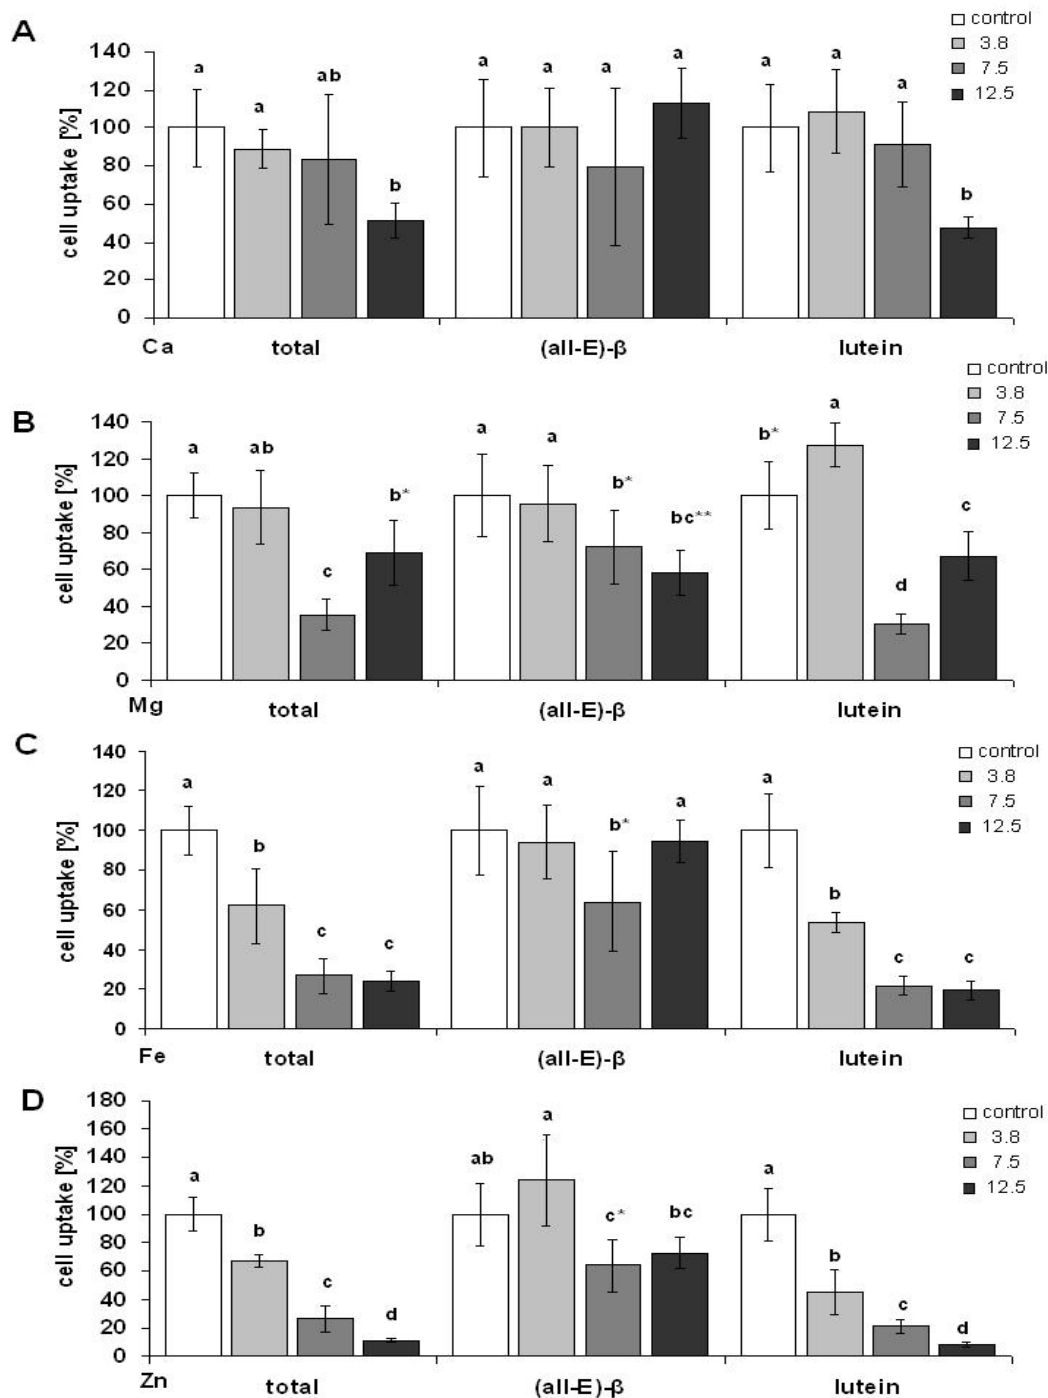 A
control
3.8
7.5
12.5
cell uptake [%]
140
120
100
80
60
40
20
0
a a ab b
a a a a
a a a b
Ca total (all-E)-β lutein
B
control
3.8
7.5
12.5
cell uptake [%]
140
120
100
80
60
40
20
0
a ab c b*
a a b* bc**
b* a d c
Mg total (all-E)-β lutein
C
control
3.8
7.5
12.5
cell uptake [%]
140
120
100
80
60
40
20
0
a b c c
a a b* a
a b c c
Fe total (all-E)-β lutein
D
control
3.8
7.5
12.5
cell uptake [%]
180
160
140
120
100
80
60
40
20
0
a b c d
ab a c* bc
a b c d
Zn total (all-E)-β lutein